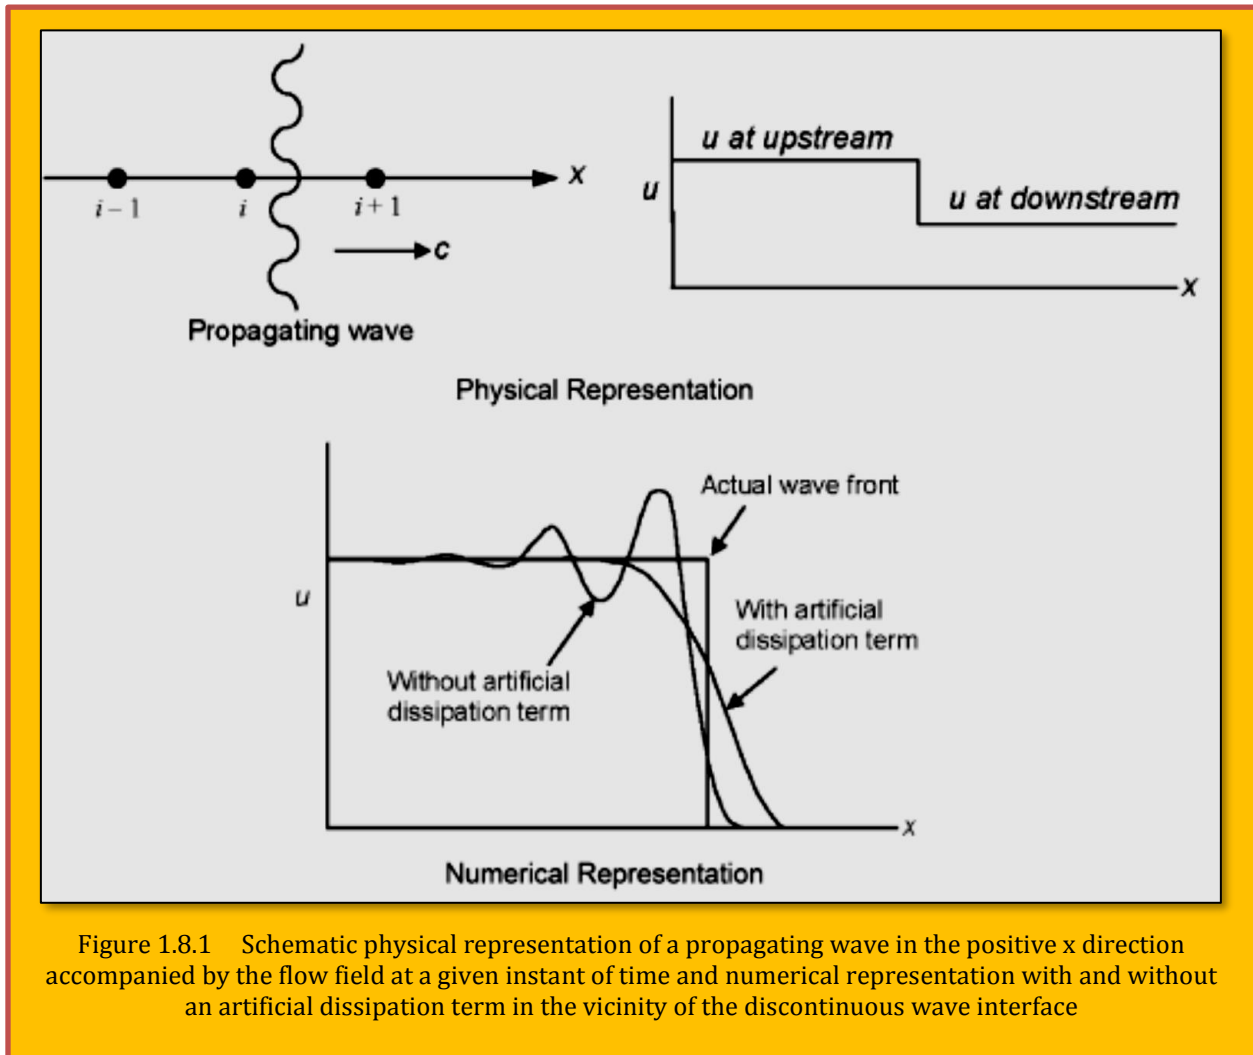 x
i – 1
i
i + 1
c
Propagating wave
u at upstream
u
u at downstream
x
Physical Representation
Actual wave front
u
With artificial
dissipation term
Without artificial
dissipation term
x
Numerical Representation
Figure 1.8.1 Schematic physical representation of a propagating wave in the positive x direction
accompanied by the flow field at a given instant of time and numerical representation with and without
an artificial dissipation term in the vicinity of the discontinuous wave interface